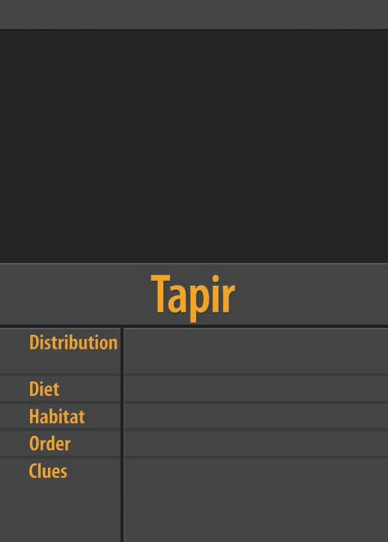 Tapir
Distribution
Diet
Habitat
Order
Clues